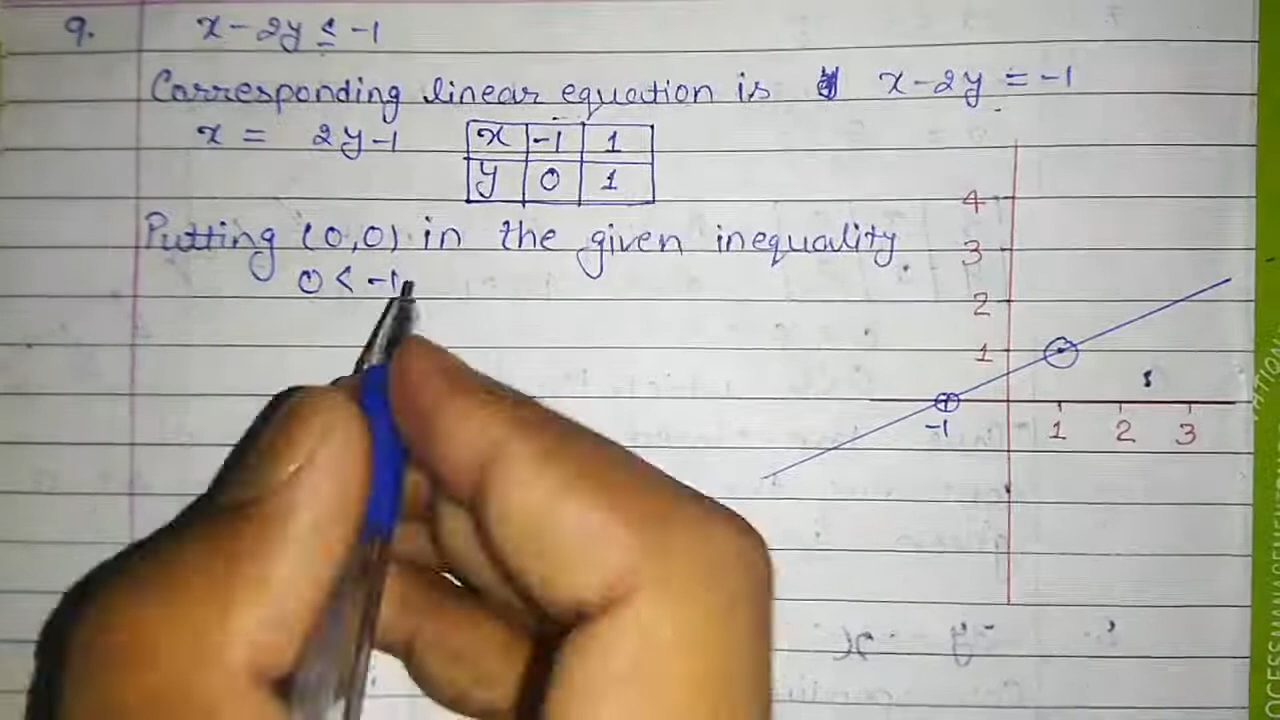 9. x - 2y ≤ -1
Carresponding linear equation is x - 2y = -1
x = 2y - 1
x -1 1
y 0 1
Putting (0,0) in the given inequality.
0 < -1
4
3
2
1
-1 1 2 3